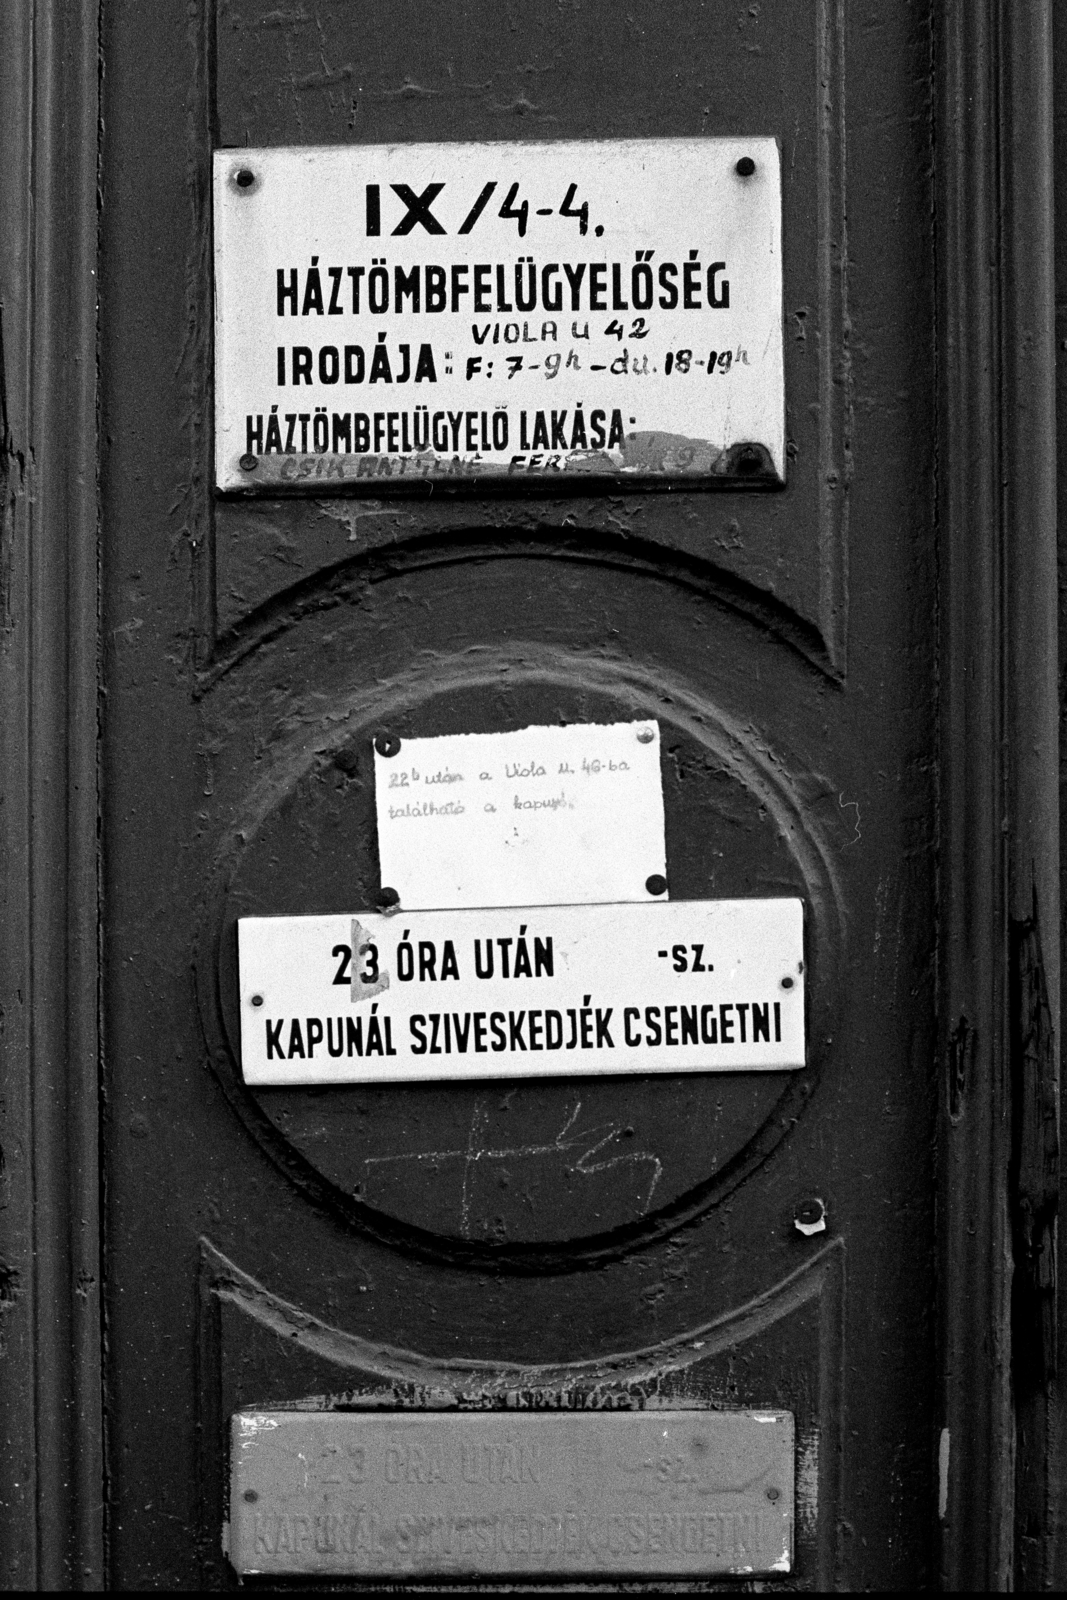 IX/4-4.
HÁZTÖMBFELÜGYELŐSÉG
VIOLA U 42
IRODÁJA: F: 7-9h-du. 18-19h
HÁZTÖMBFELÜGYELŐ LAKÁSA:
22h után a Viola u. 46-ba
található a kapusó.
23 ÓRA UTÁN -SZ.
KAPUNÁL SZIVESKEDJÉK CSENGETNI
23 ÓRA UTÁN -SZ.
KAPUNÁL SZIVESKEDJÉK CSENGETNI